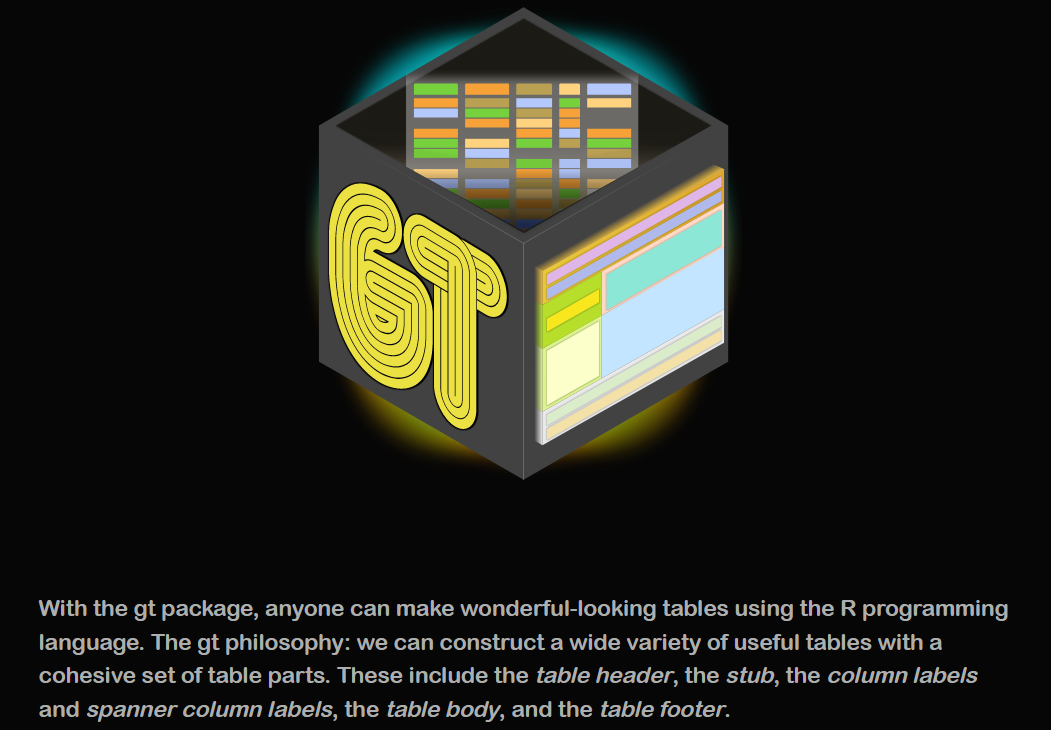 GT
With the gt package, anyone can make wonderful-looking tables using the R programming
language. The gt philosophy: we can construct a wide variety of useful tables with a
cohesive set of table parts. These include the table header, the stub, the column labels
and spanner column labels, the table body, and the table footer.